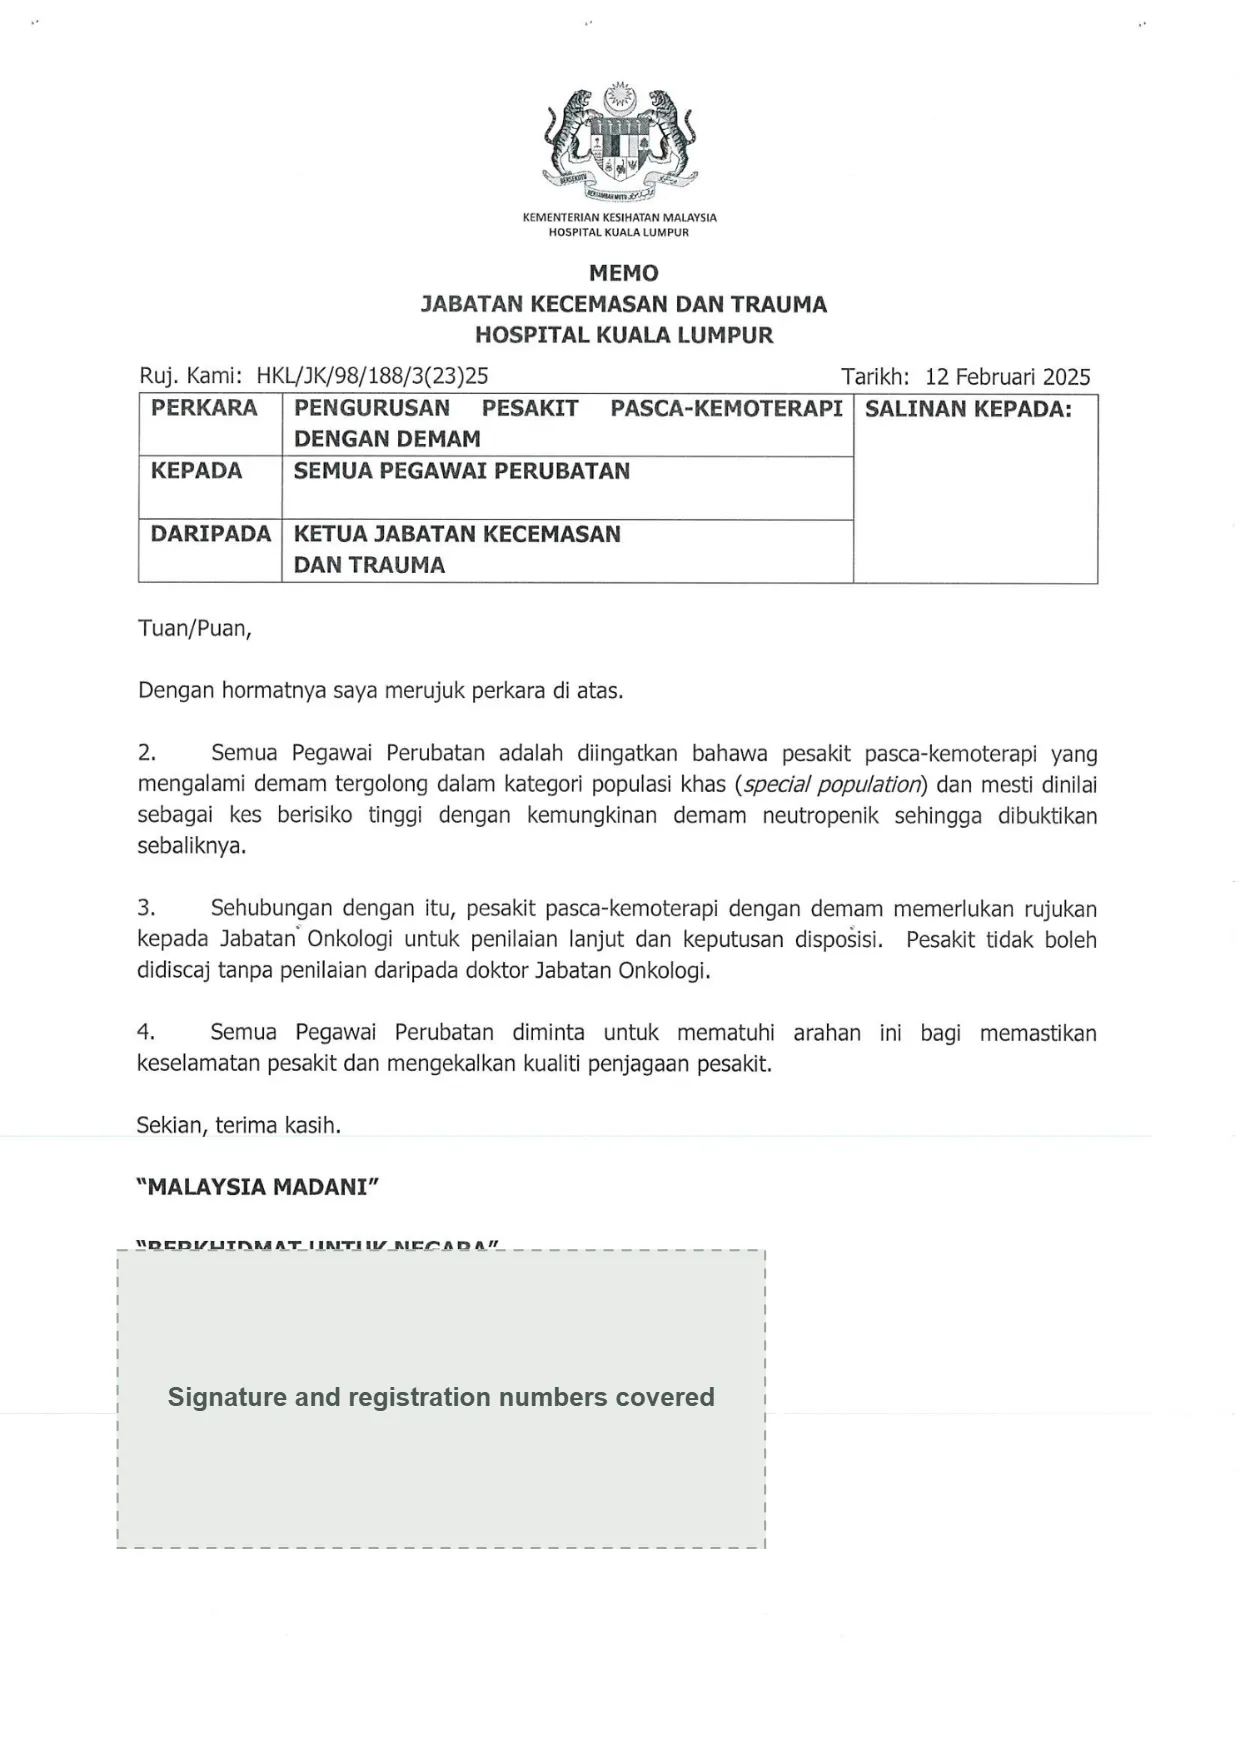 KEMENTERIAN KESIHATAN MALAYSIA
HOSPITAL KUALA LUMPUR
MEMO
JABATAN KECEMASAN DAN TRAUMA
HOSPITAL KUALA LUMPUR
Ruj. Kami: HKL/JK/98/188/3(23)25 Tarikh: 12 Februari 2025
PERKARA PENGURUSAN PESAKIT PASCA-KEMOTERAPI SALINAN KEPADA:
DENGAN DEMAM
KEPADA SEMUA PEGAWAI PERUBATAN
DARIPADA KETUA JABATAN KECEMASAN
DAN TRAUMA
Tuan/Puan,
Dengan hormatnya saya merujuk perkara di atas.
2. Semua Pegawai Perubatan adalah diingatkan bahawa pesakit pasca-kemoterapi yang
mengalami demam tergolong dalam kategori populasi khas (special population) dan mesti dinilai
sebagai kes berisiko tinggi dengan kemungkinan demam neutropenik sehingga dibuktikan
sebaliknya.
3. Sehubungan dengan itu, pesakit pasca-kemoterapi dengan demam memerlukan rujukan
kepada Jabatan Onkologi untuk penilaian lanjut dan keputusan disposisi. Pesakit tidak boleh
didiscaj tanpa penilaian daripada doktor Jabatan Onkologi.
4. Semua Pegawai Perubatan diminta untuk mematuhi arahan ini bagi memastikan
keselamatan pesakit dan mengekalkan kualiti penjagaan pesakit.
Sekian, terima kasih.
"MALAYSIA MADANI"
"BERKHIDMAT UNTUK NEGARA"
Signature and registration numbers covered